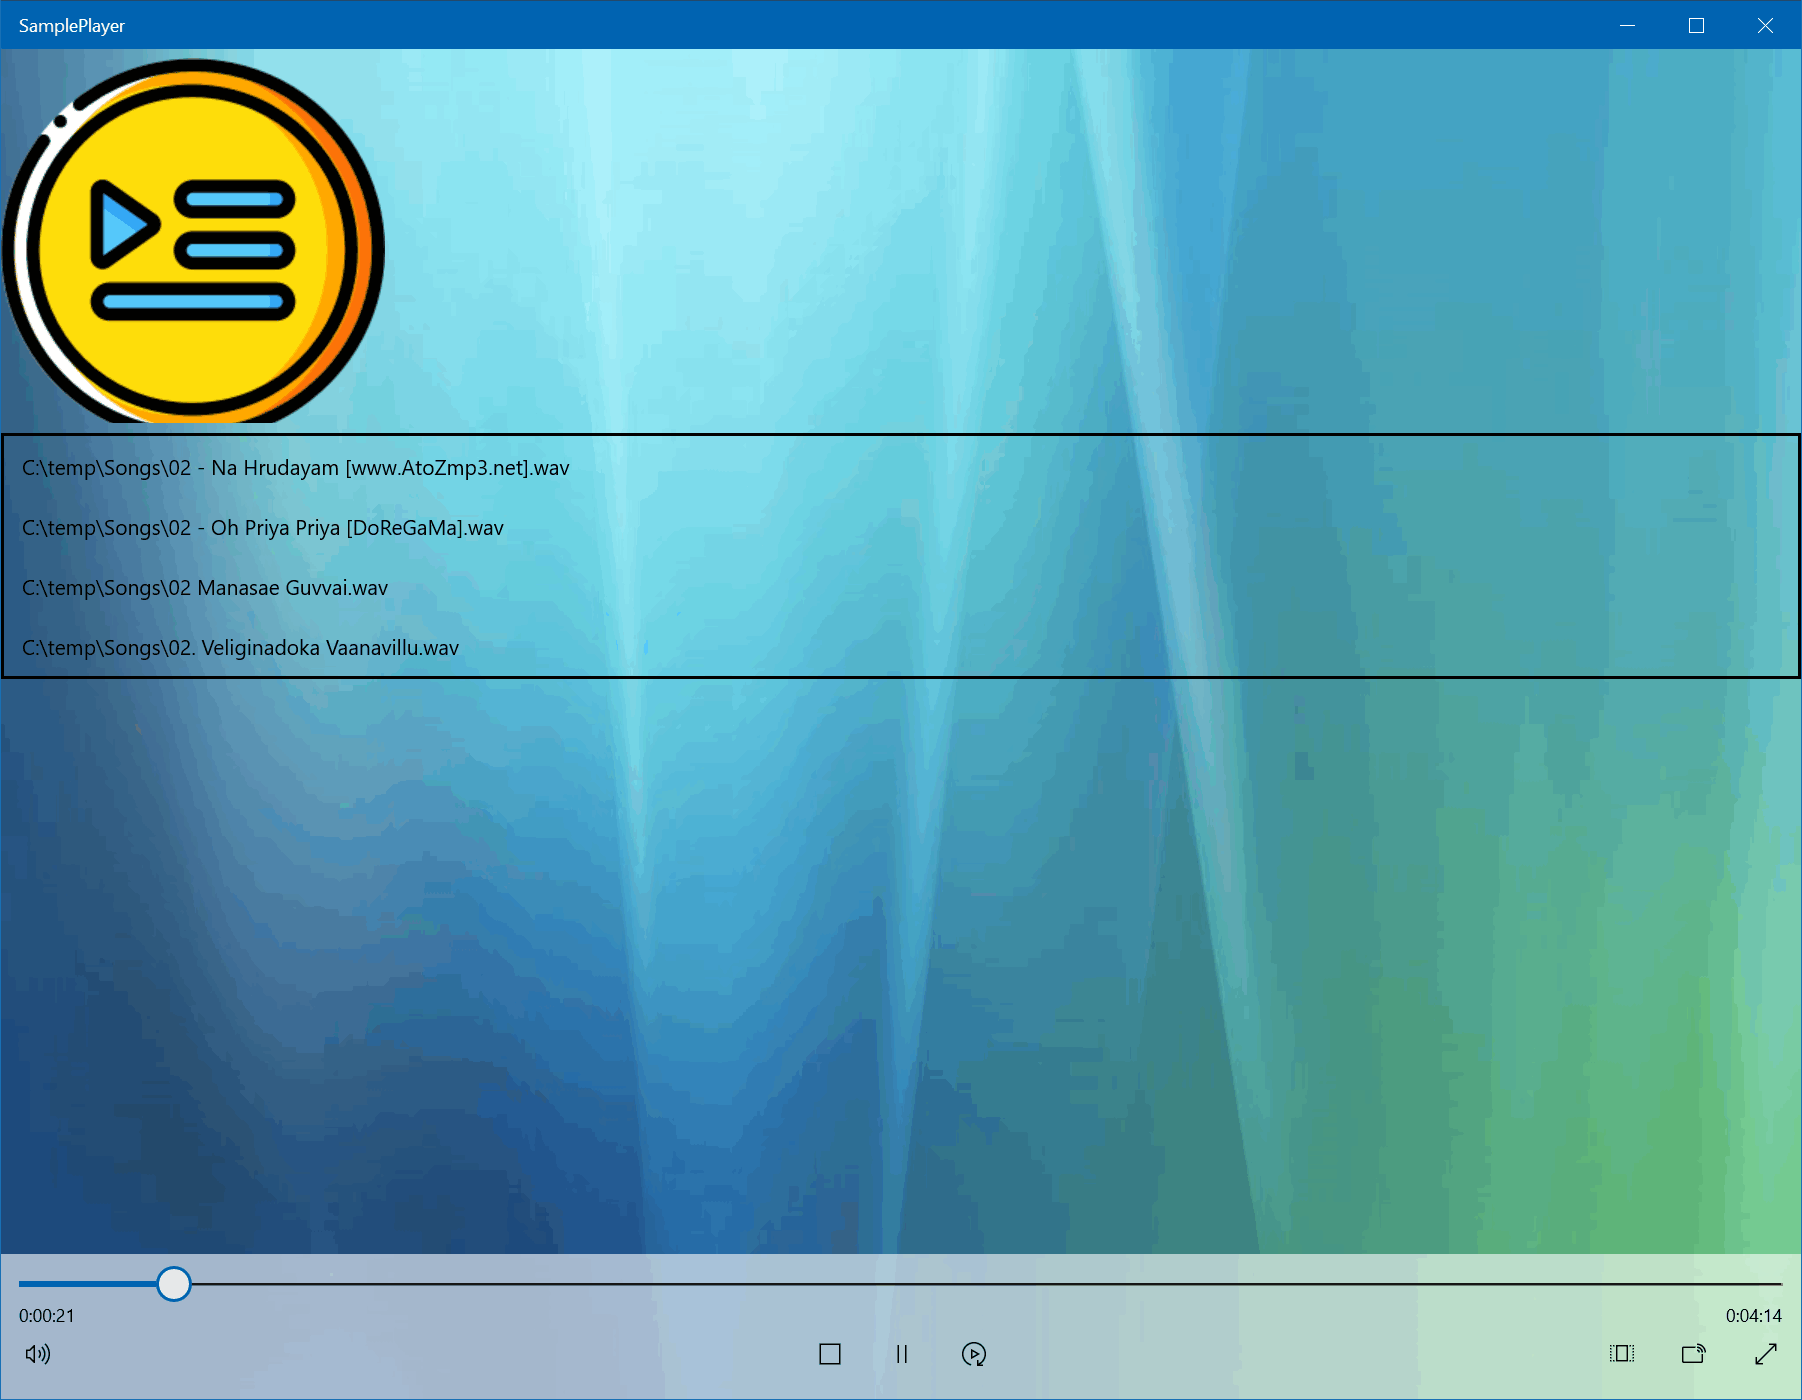 SamplePlayer
C:\temp\Songs\02 - Na Hrudayam [www.AtoZmp3.net].wav
C:\temp\Songs\02 - Oh Priya Priya [DoReGaMa].wav
C:\temp\Songs\02 Manasae Guvvai.wav
C:\temp\Songs\02. Veliginadoka Vaanavillu.wav
0:00:21
0:04:14